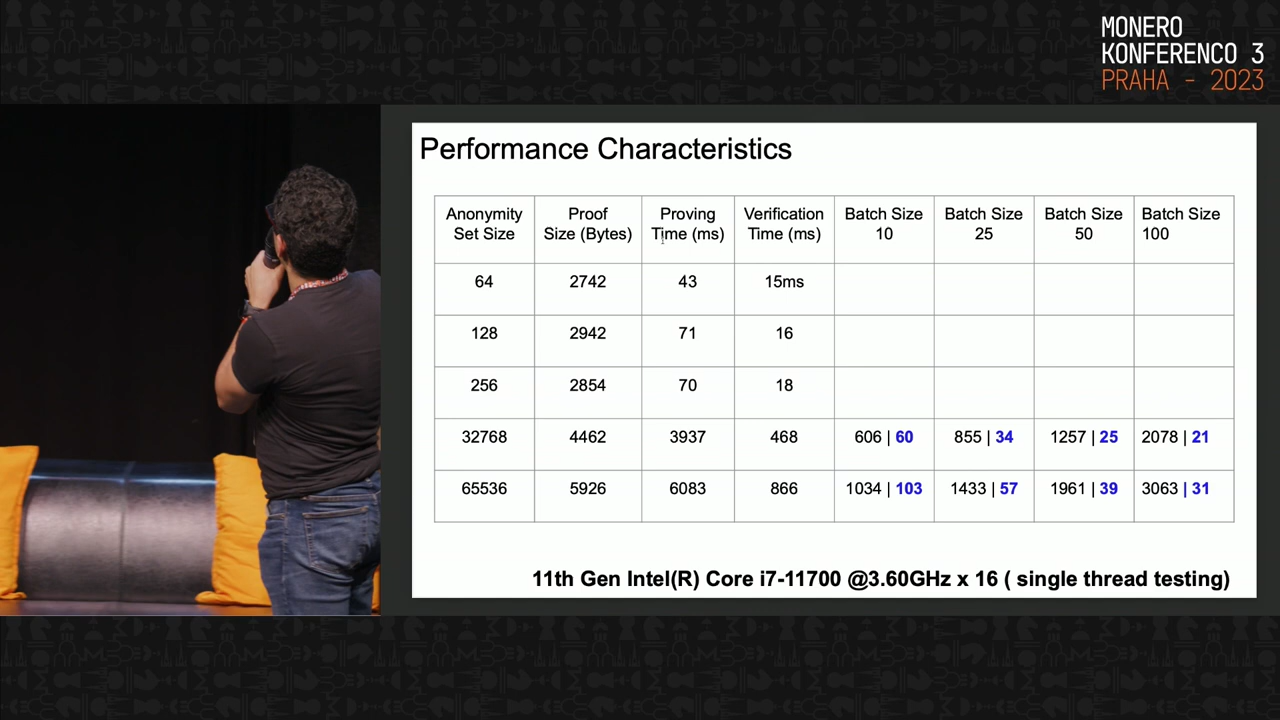 MONERO
KONFERENCO 3
PRAHA - 2023
Performance Characteristics
Anonymity Set Size | Proof Size (Bytes) | Proving Time (ms) | Verification Time (ms) | Batch Size 10 | Batch Size 25 | Batch Size 50 | Batch Size 100
64 2742 43 15ms
128 2942 71 16
256 2854 70 18
32768 4462 3937 468 606 | 60 855 | 34 1257 | 25 2078 | 21
65536 5926 6083 866 1034 | 103 1433 | 57 1961 | 39 3063 | 31
11th Gen Intel(R) Core i7-11700 @3.60GHz x 16 ( single thread testing)